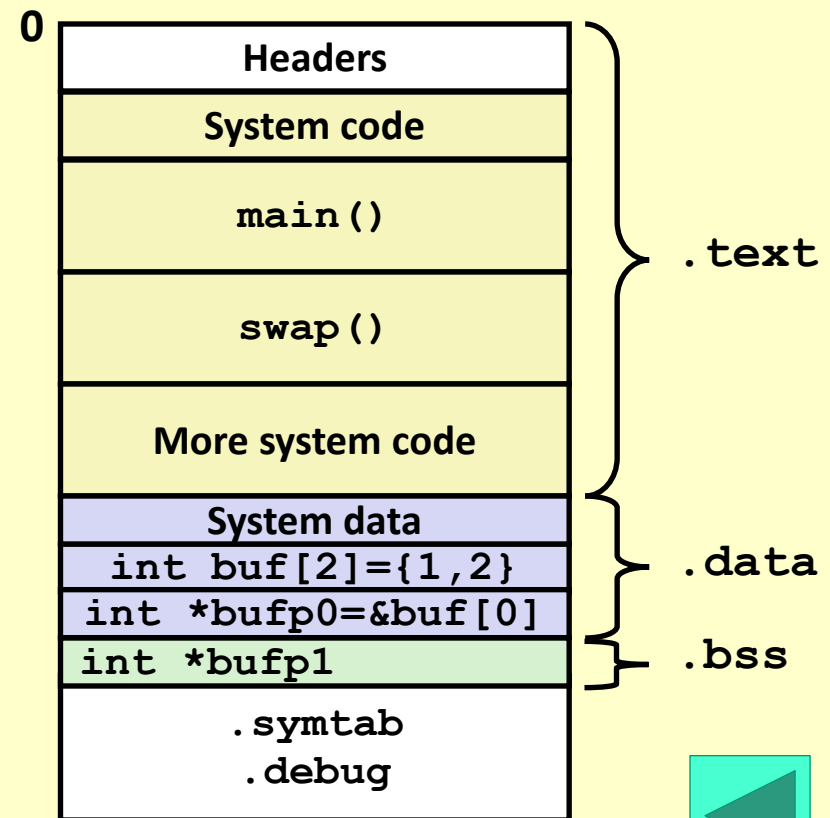 0
Headers
System code
main()
swap()
More system code
.text
System data
int buf[2]={1,2}
int *bufp0=&buf[0]
.data
int *bufp1
.bss
.symtab
.debug